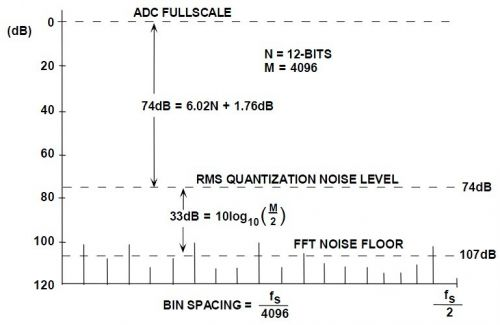 ADC FULLSCALE
(dB)
0
N = 12-BITS
M = 4096
20
40
74dB = 6.02N + 1.76dB
60
RMS QUANTIZATION NOISE LEVEL
74dB
80
33dB = 10log₁₀(M/2)
100
FFT NOISE FLOOR
107dB
120
BIN SPACING = fs/4096
fs/2